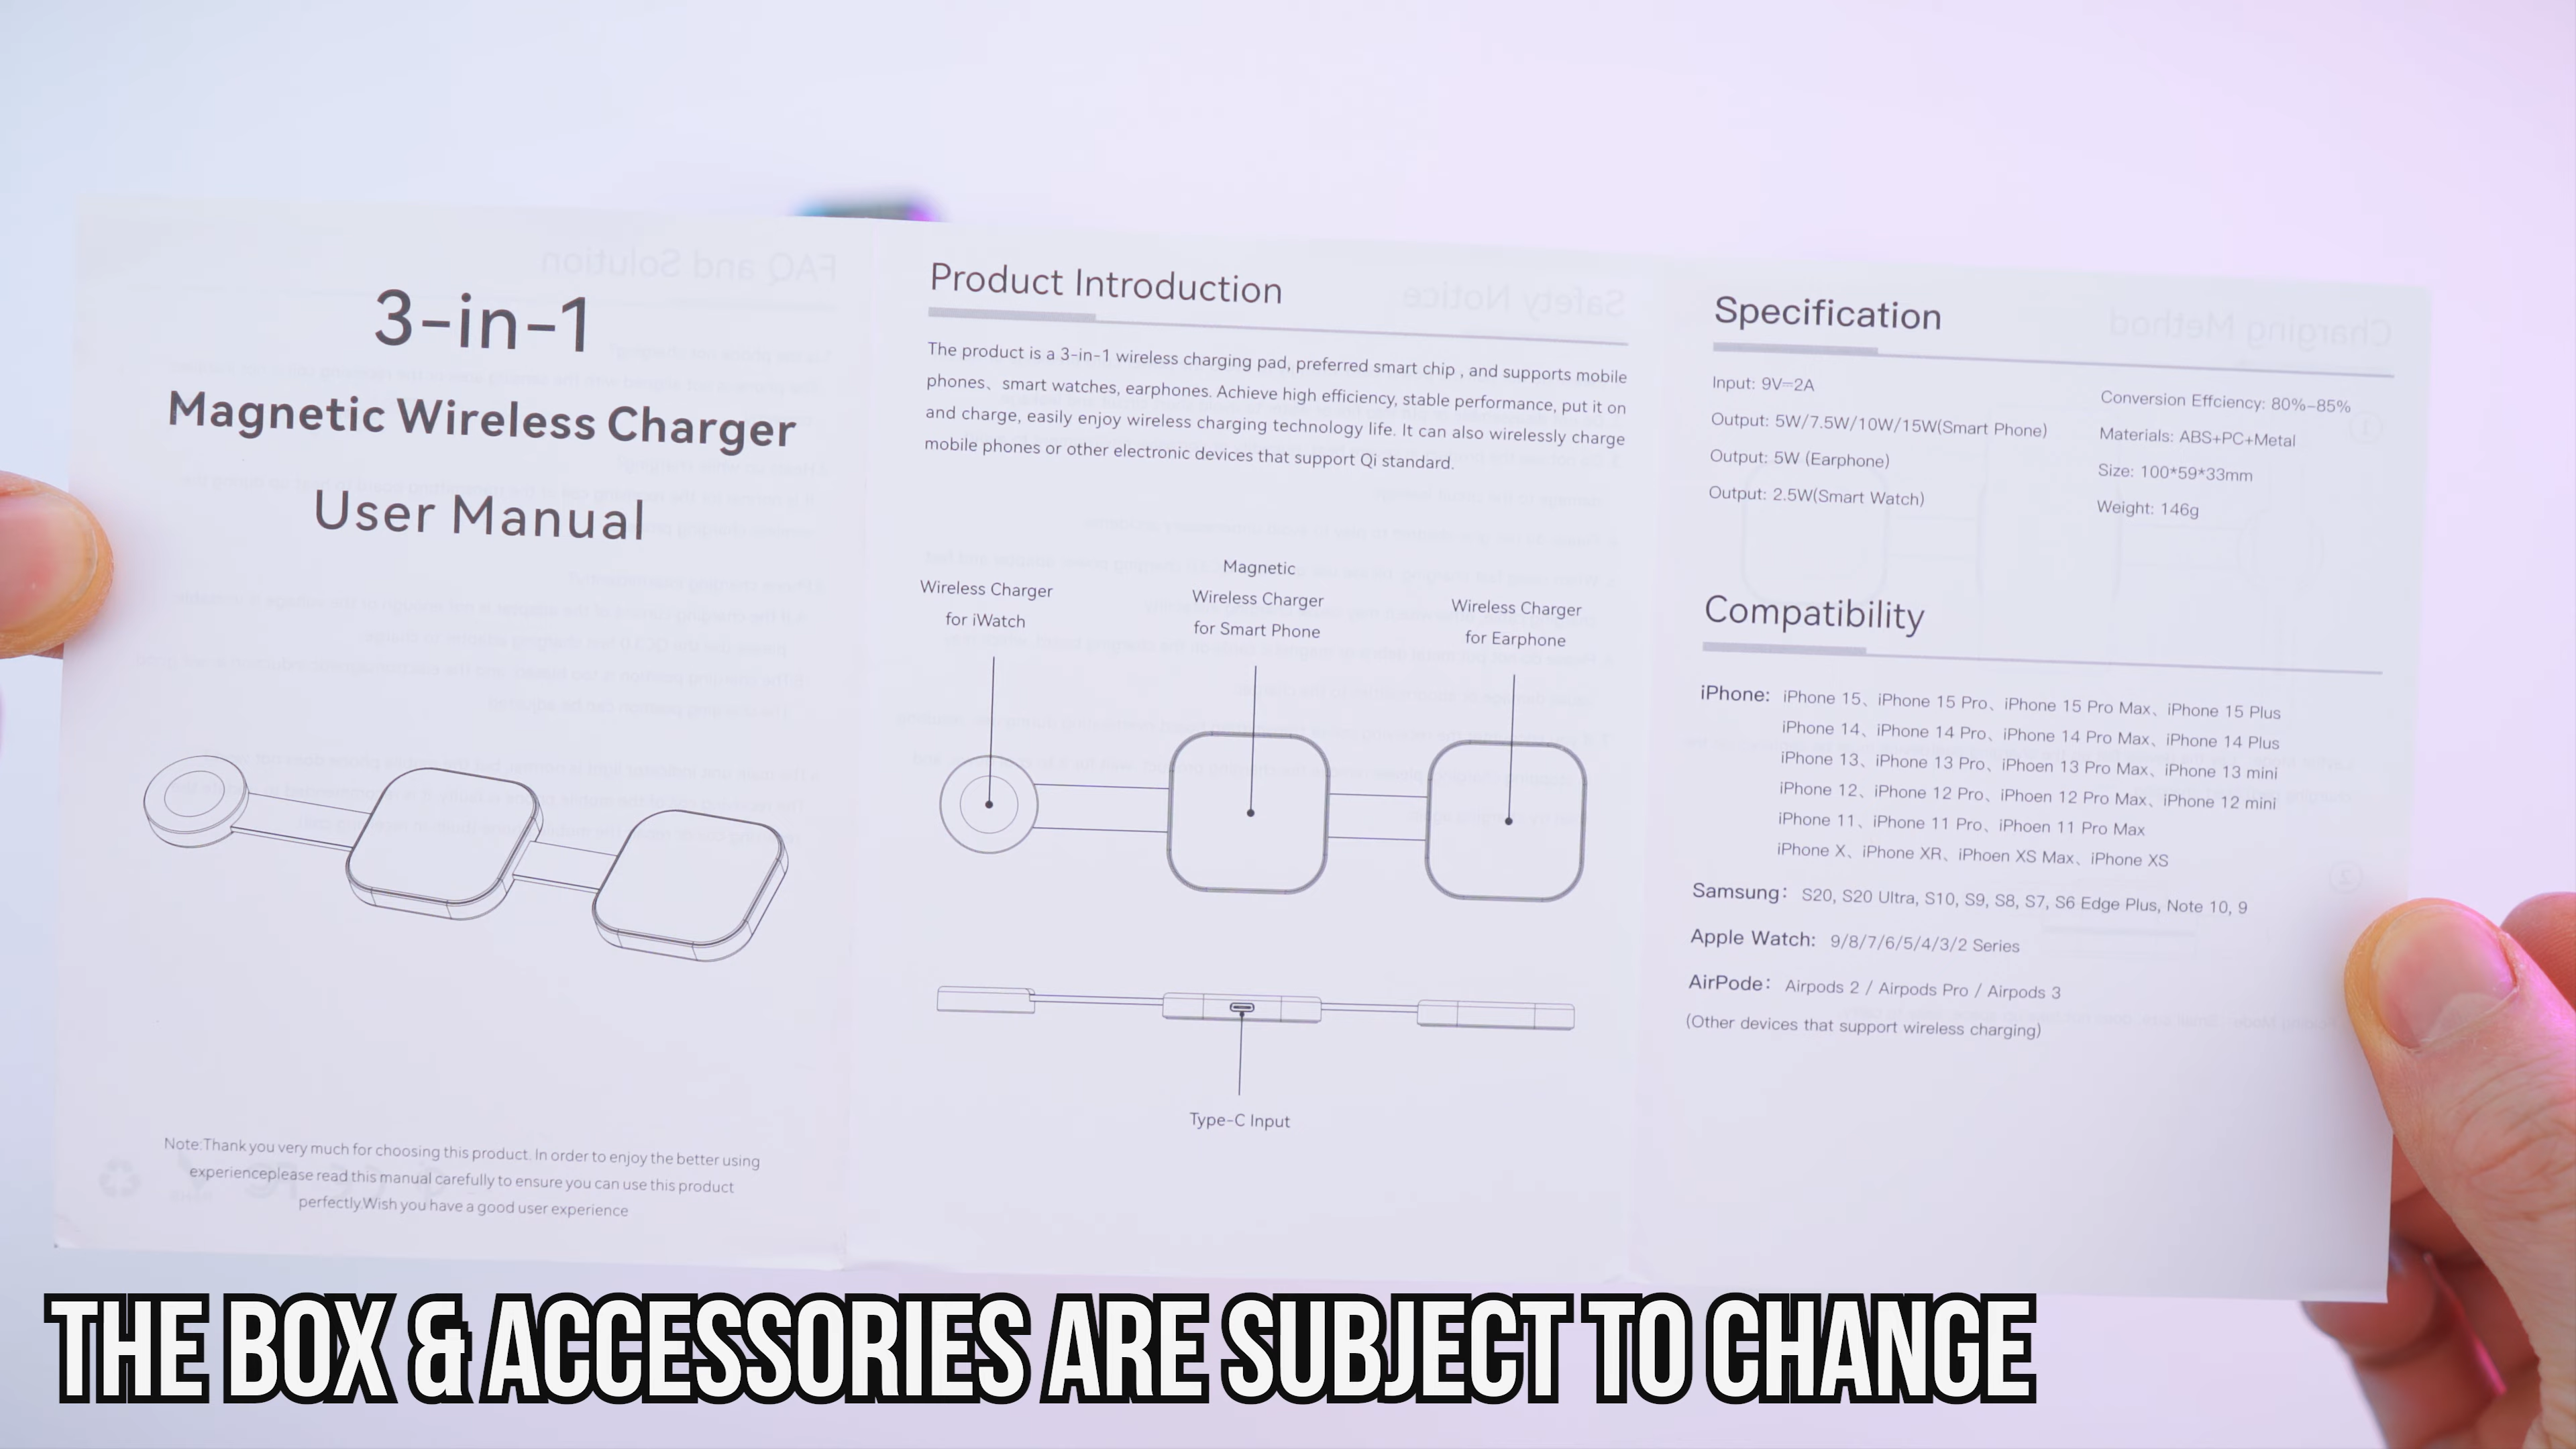 3-in-1
Magnetic Wireless Charger
User Manual
Note:Thank you very much for choosing this product. In order to enjoy the better using
experienceplease read this manual carefully to ensure you can use this product
perfectly.Wish you have a good user experience
Product Introduction
The product is a 3-in-1 wireless charging pad, preferred smart chip , and supports mobile
phones、smart watches, earphones. Achieve high efficiency, stable performance, put it on
and charge, easily enjoy wireless charging technology life. It can also wirelessly charge
mobile phones or other electronic devices that support Qi standard.
Wireless Charger
for iWatch
Magnetic
Wireless Charger
for Smart Phone
Wireless Charger
for Earphone
Type-C Input
Specification
Input: 9V=2A
Output: 5W/7.5W/10W/15W(Smart Phone)
Output: 5W (Earphone)
Output: 2.5W(Smart Watch)
Conversion Effciency: 80%-85%
Materials: ABS+PC+Metal
Size: 100*59*33mm
Weight: 146g
Compatibility
iPhone: iPhone 15、iPhone 15 Pro、iPhone 15 Pro Max、iPhone 15 Plus
iPhone 14、iPhone 14 Pro、iPhone 14 Pro Max、iPhone 14 Plus
iPhone 13、iPhone 13 Pro、iPhoen 13 Pro Max、iPhone 13 mini
iPhone 12、iPhone 12 Pro、iPhoen 12 Pro Max、iPhone 12 mini
iPhone 11、iPhone 11 Pro、iPhoen 11 Pro Max
iPhone X、iPhone XR、iPhoen XS Max、iPhone XS
Samsung: S20, S20 Ultra, S10, S9, S8, S7, S6 Edge Plus, Note 10, 9
Apple Watch: 9/8/7/6/5/4/3/2 Series
AirPode: Airpods 2 / Airpods Pro / Airpods 3
(Other devices that support wireless charging)
FAQ and Solution
Safety Notice
Charging Method
THE BOX & ACCESSORIES ARE SUBJECT TO CHANGE